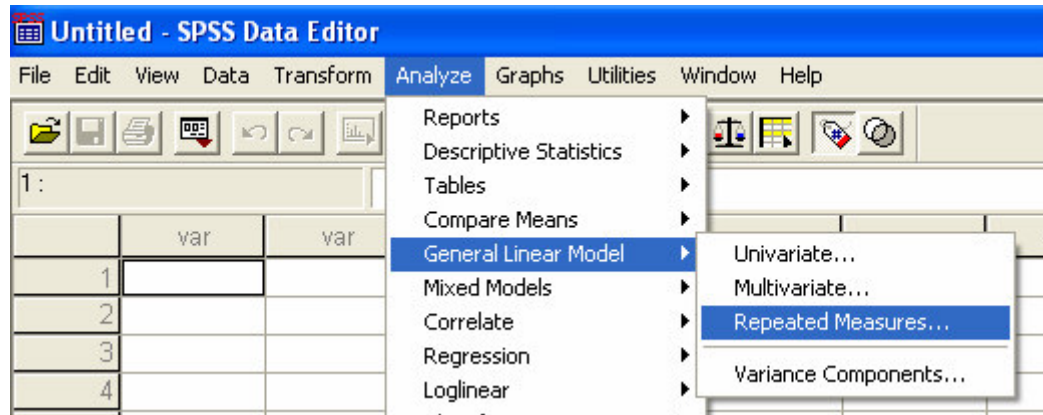 SPSS
Untitled - SPSS Data Editor
File Edit View Data Transform Analyze Graphs Utilities Window Help
1 :
var var
1
2
3
4
Reports
Descriptive Statistics
Tables
Compare Means
General Linear Model
Mixed Models
Correlate
Regression
Loglinear
Univariate...
Multivariate...
Repeated Measures...
Variance Components...